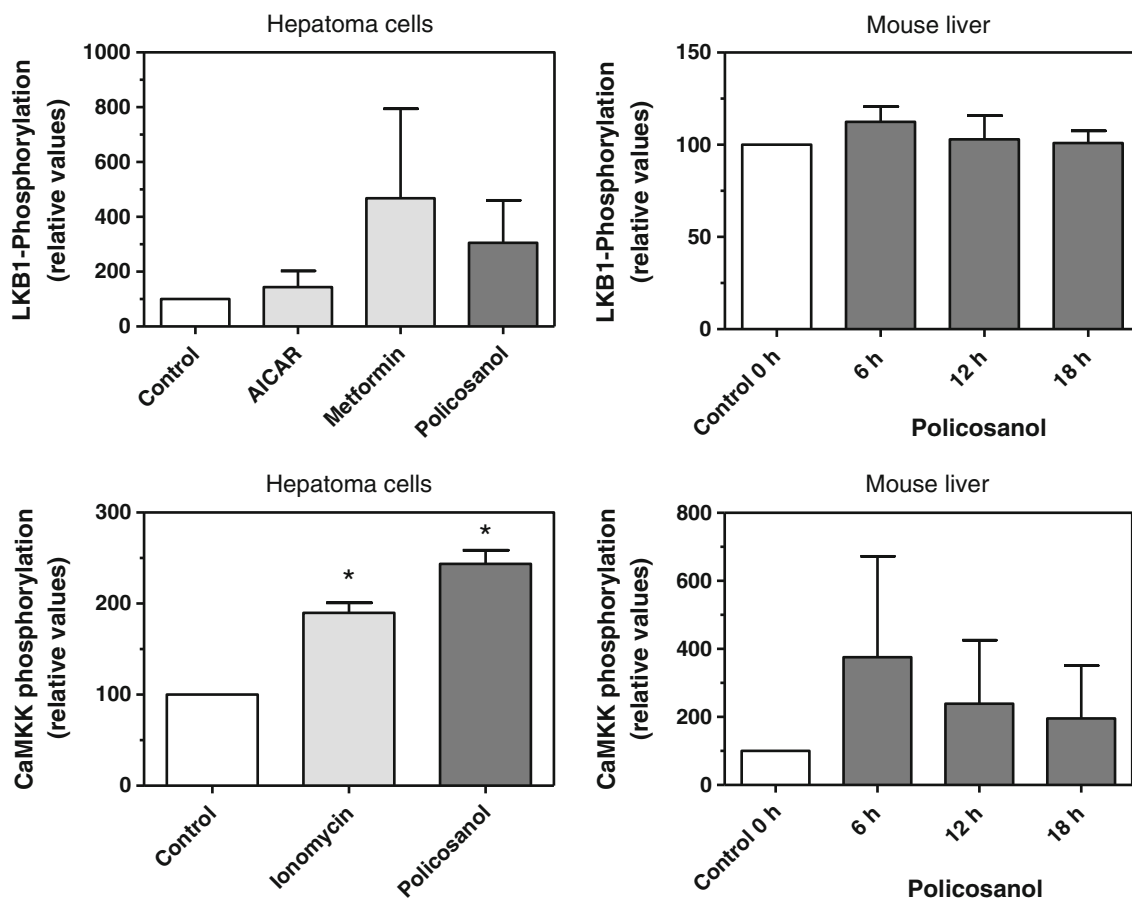 Hepatoma cells
LKB1-Phosphorylation
(relative values)
1000
800
600
400
200
0
Control
AICAR
Metformin
Policosanol
Mouse liver
LKB1-Phosphorylation
(relative values)
150
100
50
0
Control 0 h
6 h
12 h
18 h
Policosanol
Hepatoma cells
CaMKK phosphorylation
(relative values)
300
200
100
0
*
*
Control
Ionomycin
Policosanol
Mouse liver
CaMKK phosphorylation
(relative values)
800
600
400
200
0
Control 0 h
6 h
12 h
18 h
Policosanol